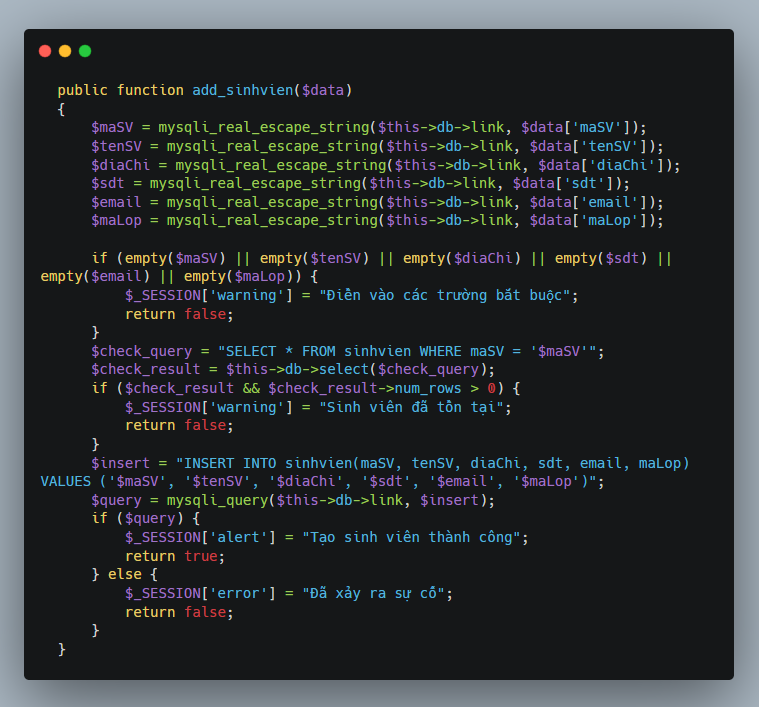 public function add_sinhvien($data)
{
$maSV = mysqli_real_escape_string($this->db->link, $data['maSV']);
$tenSV = mysqli_real_escape_string($this->db->link, $data['tenSV']);
$diaChi = mysqli_real_escape_string($this->db->link, $data['diaChi']);
$sdt = mysqli_real_escape_string($this->db->link, $data['sdt']);
$email = mysqli_real_escape_string($this->db->link, $data['email']);
$maLop = mysqli_real_escape_string($this->db->link, $data['maLop']);
if (empty($maSV) || empty($tenSV) || empty($diaChi) || empty($sdt) ||
empty($email) || empty($maLop)) {
$_SESSION['warning'] = "Điền vào các trường bắt buộc";
return false;
}
$check_query = "SELECT * FROM sinhvien WHERE maSV = '$maSV'";
$check_result = $this->db->select($check_query);
if ($check_result && $check_result->num_rows > 0) {
$_SESSION['warning'] = "Sinh viên đã tồn tại";
return false;
}
$insert = "INSERT INTO sinhvien(maSV, tenSV, diaChi, sdt, email, maLop)
VALUES ('$maSV', '$tenSV', '$diaChi', '$sdt', '$email', '$maLop')";
$query = mysqli_query($this->db->link, $insert);
if ($query) {
$_SESSION['alert'] = "Tạo sinh viên thành công";
return true;
} else {
$_SESSION['error'] = "Đã xảy ra sự cố";
return false;
}
}